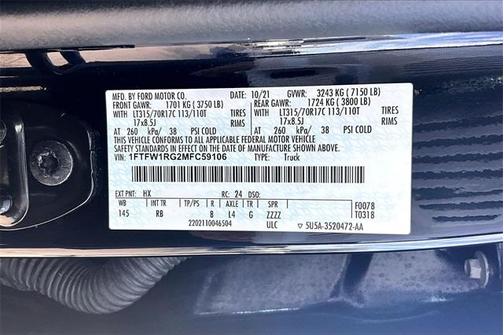 MFD. BY FORD MOTOR CO.
10/21 GVWR: 3243 KG ( 7150 LB)
FRONT GAWR: 1701 KG ( 3750 LB)
REAR GAWR: 1724 KG ( 3800 LB)
LT315/70R17C 113/110T
LT315/70R17C 113/110T
17x8.5J
17x8.5J
AT 260 kPa/ 38 PSI COLD
AT 260 kPa/ 38 PSI COLD
THIS VEHICLE CONFORMS TO ALL APPLICABLE FEDERAL MOTOR VEHICLE
SAFETY STANDARDS IN EFFECT ON THE DATE OF MANUFACTURE SHOWN
ABOVE.
VIN: 1FTFW1RG2MFC59106
TYPE: Truck
EXT PNT: HX RC: 24 DSO:
WB INT TR TP/PS R AXLE TR SPR
145 RB 8 L4 G ZZZZ
F0078
T0318
2202110046504 ULC 5U5A-3520472-AA